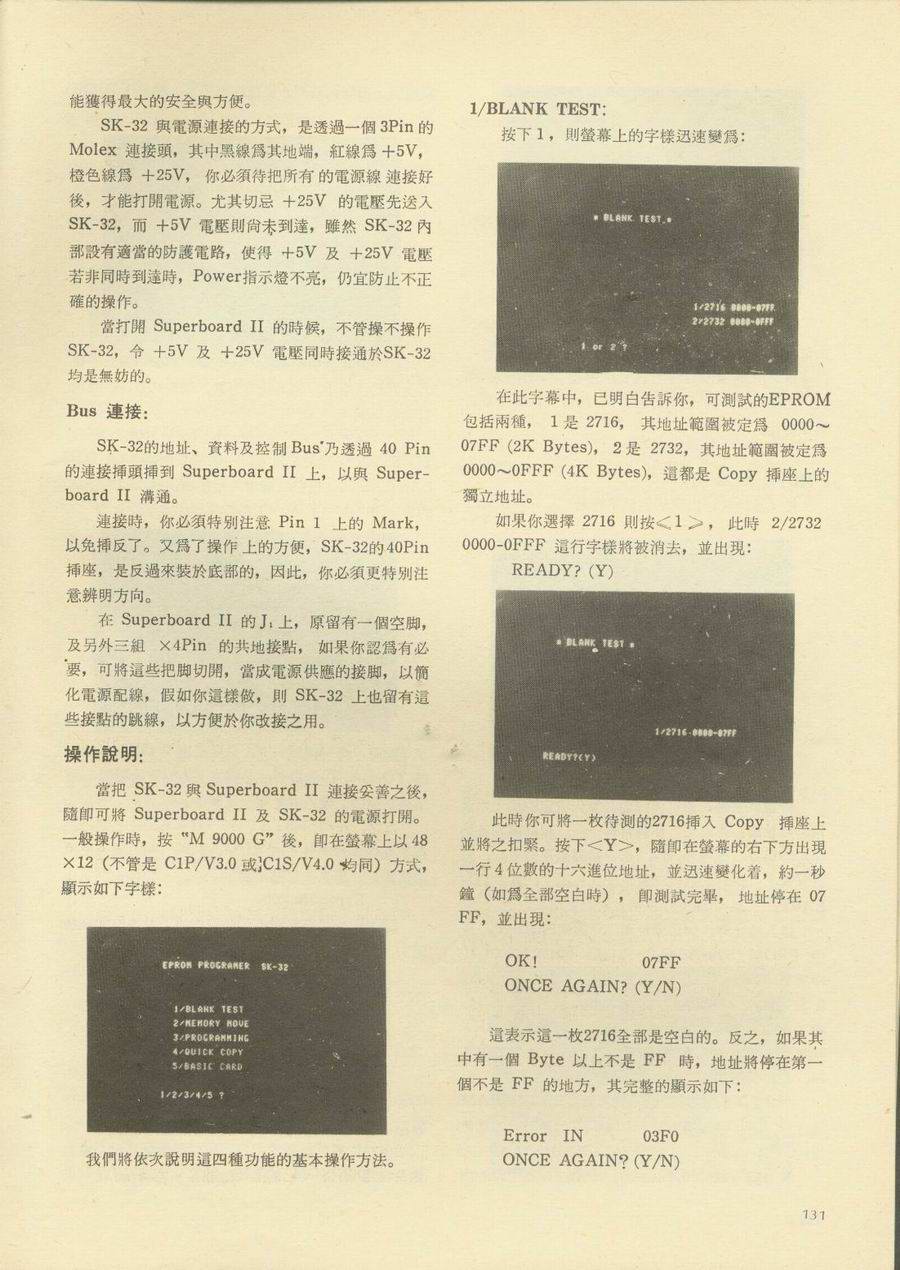 能獲得最大的安全與方便。
SK-32 與電源連接的方式，是透過一個 3Pin 的
Molex 連接頭，其中黑線爲其地端，紅線爲 +5V，
橙色線爲 +25V， 你必須待把所有的電源線連接好
後，才能打開電源。尤其切忌 +25V 的電壓先送入
SK-32，而 +5V 電壓則尚未到達，雖然 SK-32 內
部設有適當的防護電路，使得 +5V 及 +25V 電壓
若非同時到達時，Power指示燈不亮，仍宜防止不正
確的操作。
當打開 Superboard II 的時候，不管操不操作
SK-32，令 +5V 及 +25V 電壓同時接通於SK-32
均是無妨的。
Bus 連接：
SK-32的地址、資料及控制 Bus 乃透過 40 Pin
的連接揷頭揷到 Superboard II 上，以與 Super-
board II 溝通。
連接時，你必須特别注意 Pin 1 上的 Mark，
以免揷反了。又爲了操作上的方便，SK-32的40Pin
揷座，是反過來裝於底部的，因此，你必須更特别注
意辨明方向。
在 Superboard II 的 J₁ 上，原留有一個空脚，
及另外三組 ×4Pin 的共地接點， 如果你認爲有必
要，可將這些把脚切開，當成電源供應的接脚，以簡
化電源配線，假如你這樣做，則 SK-32 上也留有這
些接點的跳線，以方便於你改接之用。
操作說明：
當把 SK-32 與 Superboard II 連接妥善之後，
隨卽可將 Superboard II 及 SK-32 的電源打開。
一般操作時，按 “M 9000 G” 後，卽在螢幕上以 48
×12（不管是 C1P/V3.0 或C1S/V4.0 均同）方式，
顯示如下字樣：
EPROM PROGRAMER SK-32
1/BLANK TEST
2/MEMORY MOVE
3/PROGRAMMING
4/QUICK COPY
5/BASIC CARD
1/2/3/4/5 ?
我們將依次說明這四種功能的基本操作方法。
1/BLANK TEST：
按下 1 ，則螢幕上的字樣迅速變爲：
* BLANK TEST *
1/2716 0000-07FF
2/2732 0000-0FFF
1 or 2 ?
在此字幕中，已明白告訴你，可測試的EPROM
包括兩種， 1 是 2716， 其地址範圍被定爲 0000～
07FF (2K Bytes)， 2 是 2732，其地址範圍被定爲
0000～0FFF (4K Bytes)，這都是 Copy 揷座上的
獨立地址。
如果你選擇 2716 則按＜1＞， 此時 2/2732
0000-0FFF 這行字樣將被消去，並出現：
READY? (Y)
* BLANK TEST *
1/2716 0000-07FF
READY?(Y)
此時你可將一枚待測的2716揷入 Copy 揷座上
並將之扣緊。按下＜Y＞，隨卽在螢幕的右下方出現
一行 4 位數的十六進位地址，並迅速變化着，約一秒
鐘（如爲全部空白時）， 卽測試完畢， 地址停在 07
FF，並出現：
OK! 07FF
ONCE AGAIN? (Y/N)
這表示這一枚2716全部是空白的。反之，如果其
中有一個 Byte 以上不是 FF 時，地址將停在第一
個不是 FF 的地方，其完整的顯示如下：
Error IN 03F0
ONCE AGAIN? (Y/N)
131